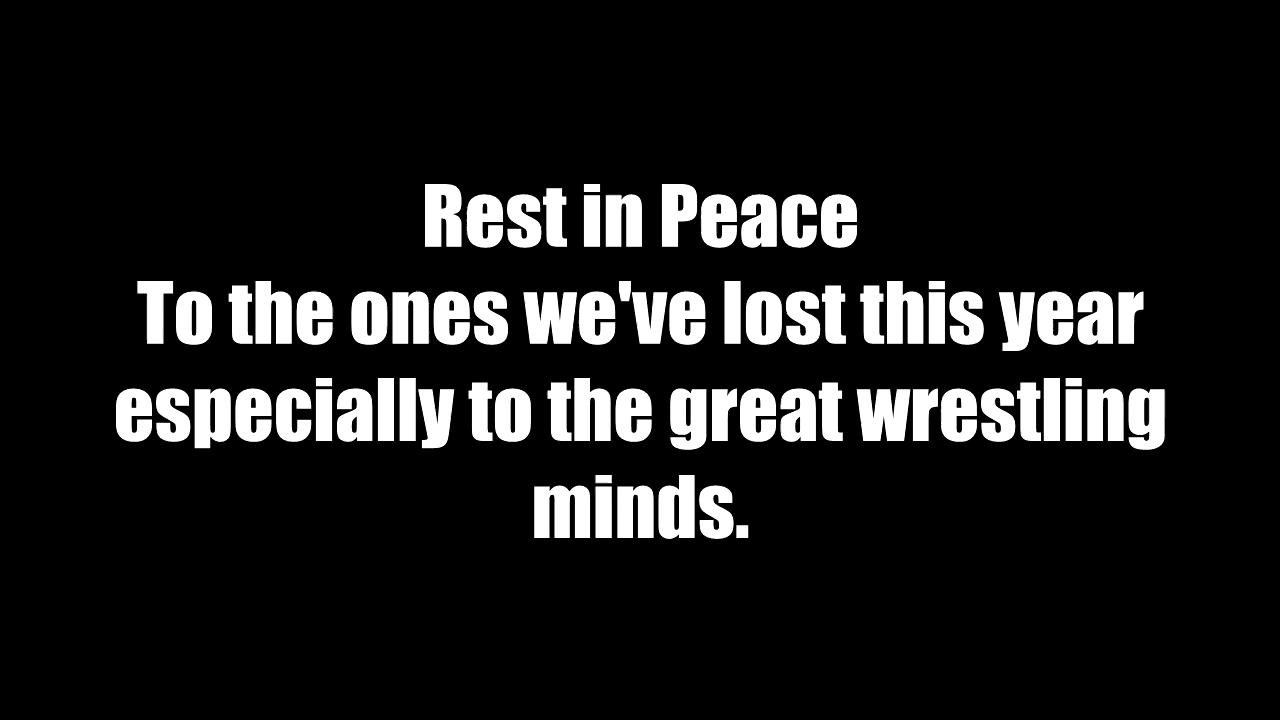 Rest in Peace
To the ones we've lost this year
especially to the great wrestling
minds.